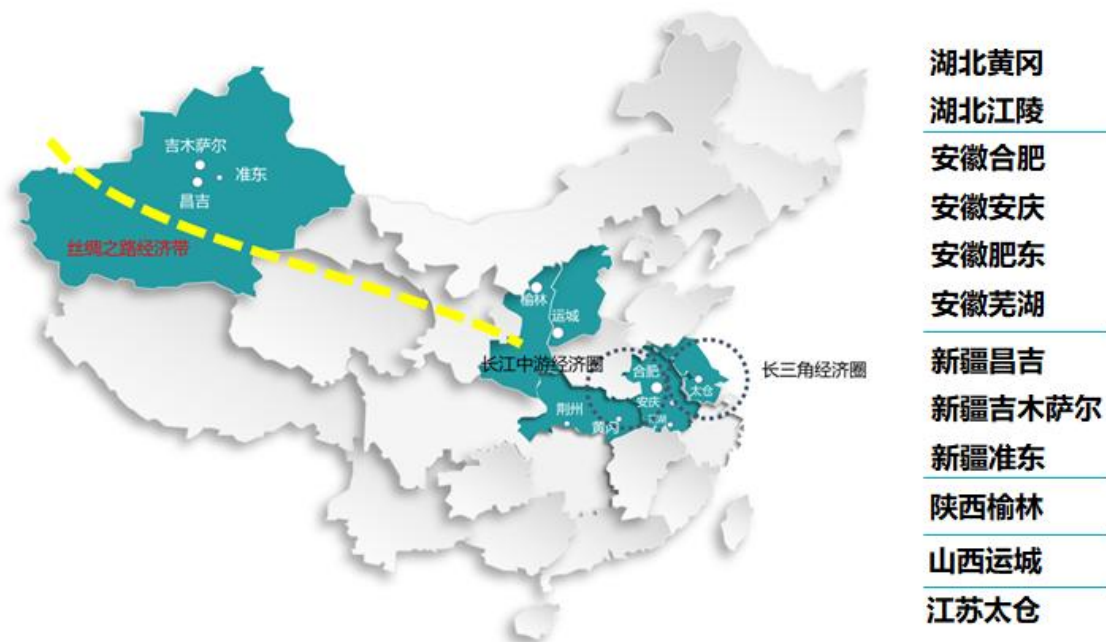 吉木萨尔
准东
昌吉
丝绸之路经济带
榆林
运城
长江中游经济圈
合肥
长三角经济圈
太仓
安庆
荆州
黄冈
湖北黄冈
湖北江陵
安徽合肥
安徽安庆
安徽肥东
安徽芜湖
新疆昌吉
新疆吉木萨尔
新疆准东
陕西榆林
山西运城
江苏太仓